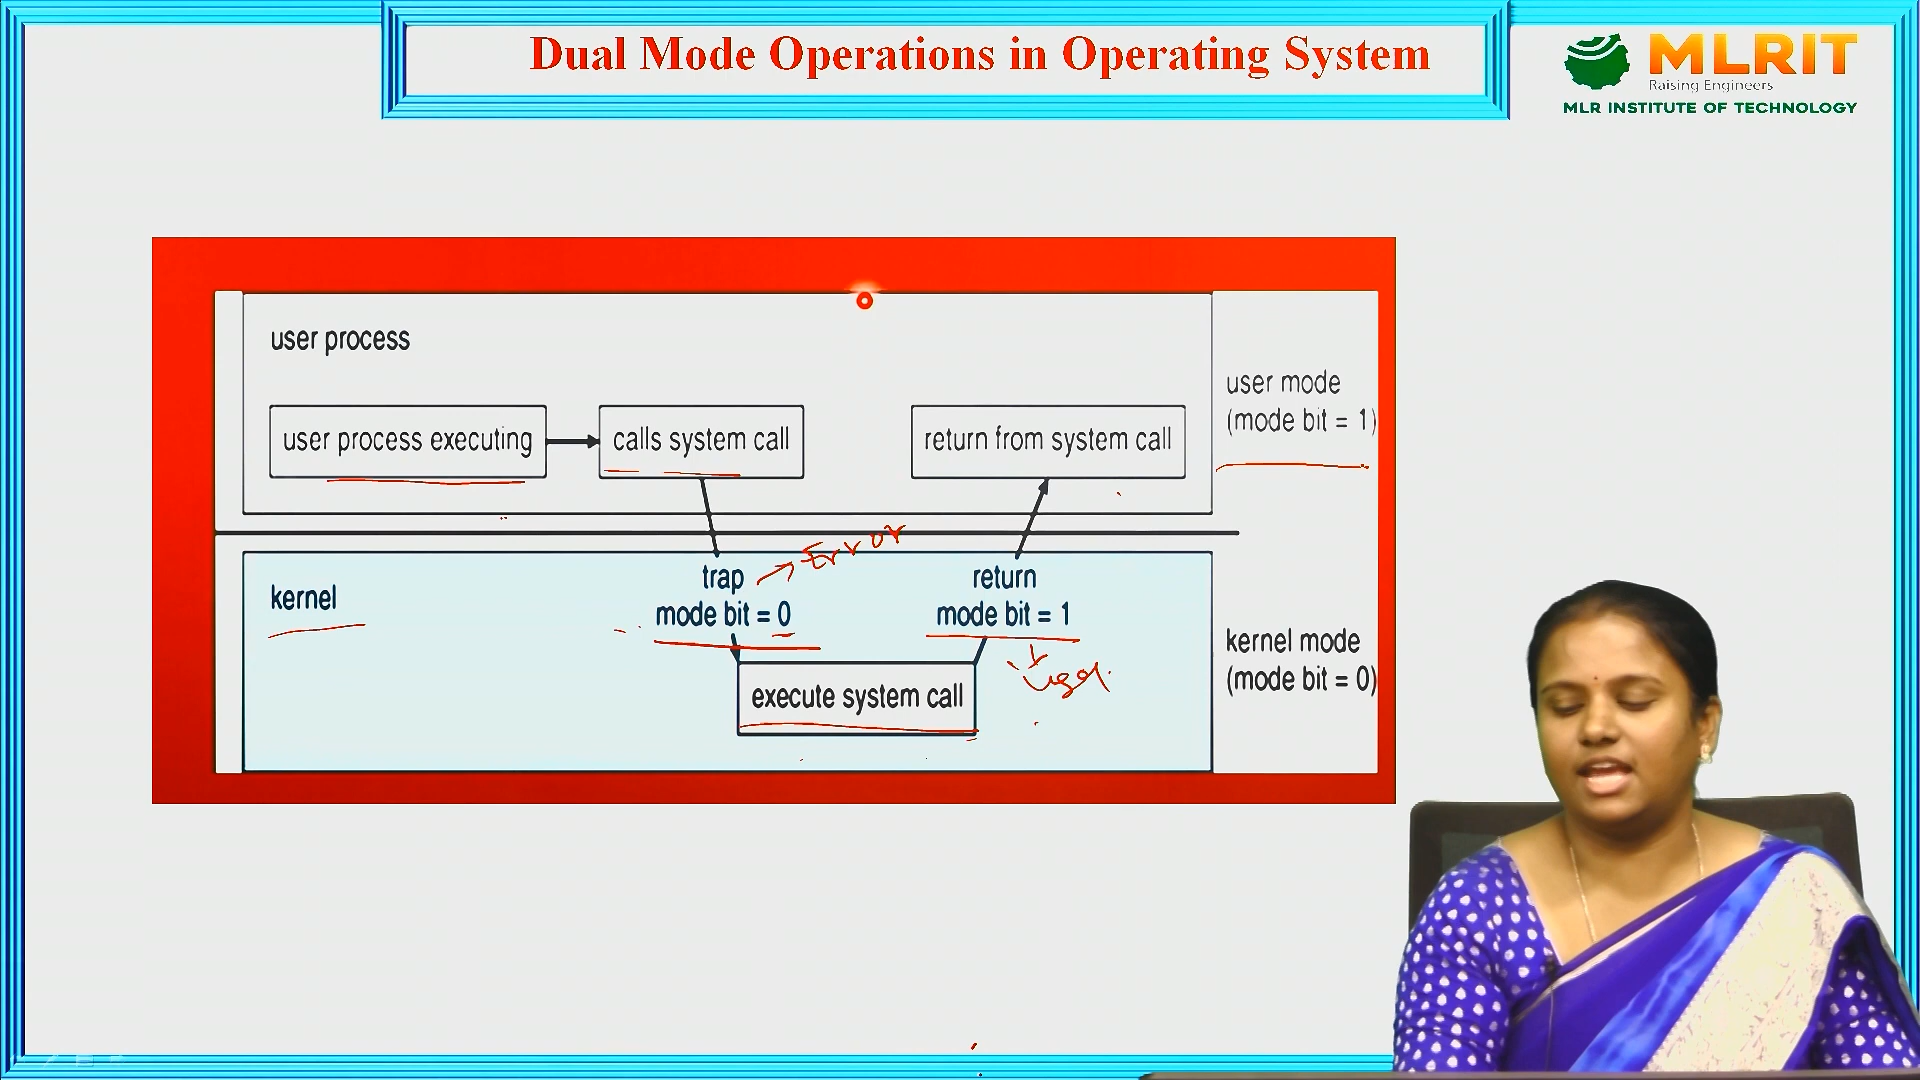 Dual Mode Operations in Operating System
MLRIT
Raising Engineers
MLR INSTITUTE OF TECHNOLOGY
user process
user mode
(mode bit = 1)
user process executing
calls system call
return from system call
Error
trap
mode bit = 0
return
mode bit = 1
kernel
kernel mode
(mode bit = 0)
execute system call